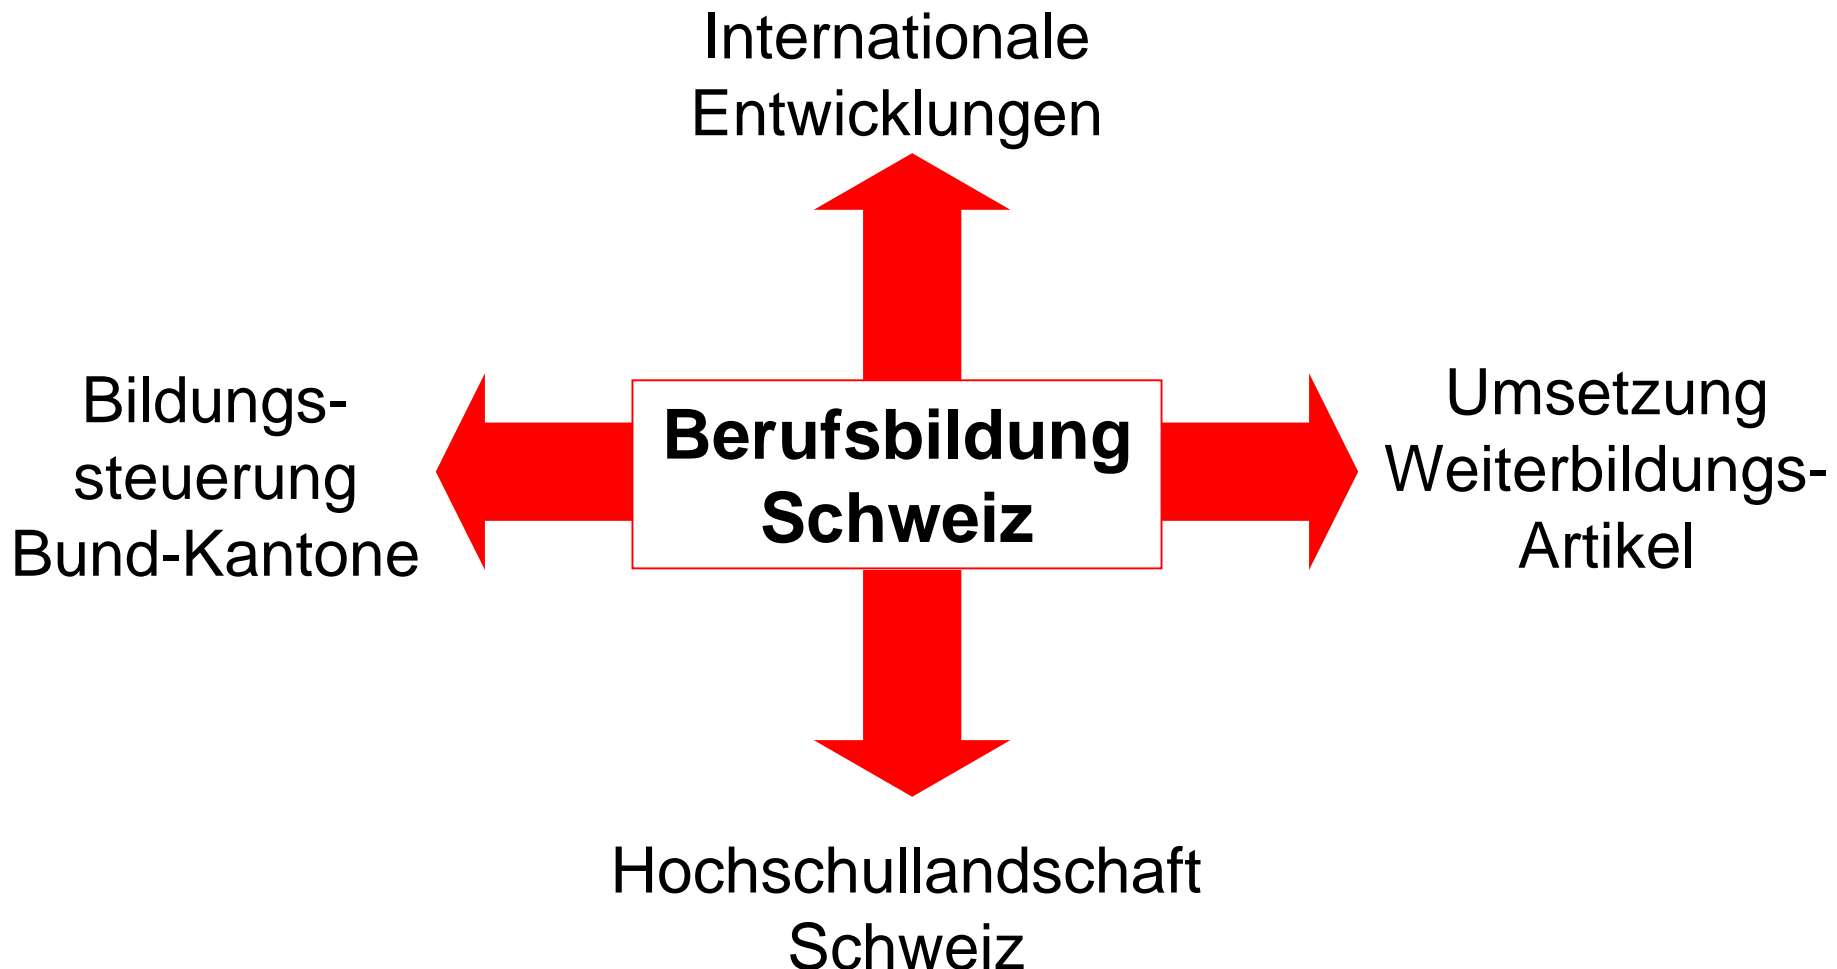 Internationale
Entwicklungen
Bildungs-
steuerung
Bund-Kantone
Berufsbildung
Schweiz
Umsetzung
Weiterbildungs-
Artikel
Hochschullandschaft
Schweiz